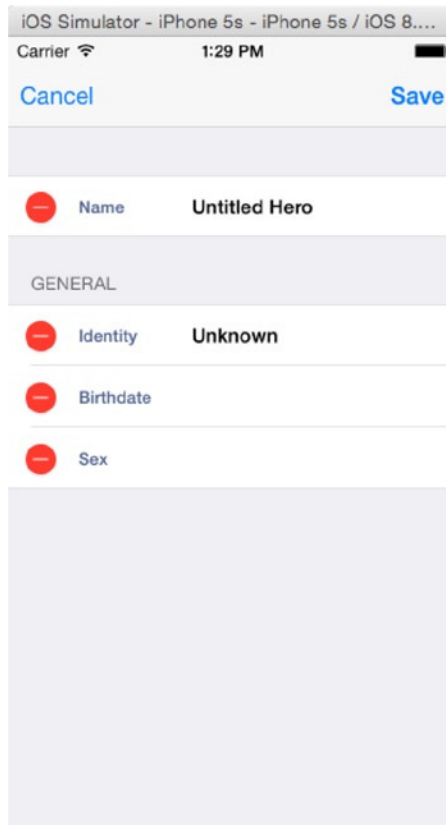 iOS Simulator - iPhone 5s - iPhone 5s / iOS 8....
Carrier 1:29 PM
Cancel Save
Name Untitled Hero
GENERAL
Identity Unknown
Birthdate
Sex